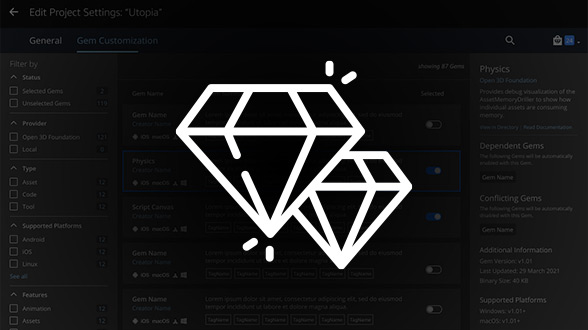 Edit Project Settings: “Utopia”
General
Gem Customization
24
Filter by
showing 87 Gems
Status
Selected Gems 2
Unselected Gems
Gem Name
Selected
Provider
Open 3D Foundation
Local
Type
Asset 12
Code 12
Tool 12
Supported Platforms
Android 12
iOS 12
Linux 12
See all
Features
Animation 12
Assets 12
Gem Name
Creator Name
iOS macOS
Physics
Creator Name
iOS macOS
Script Canvas
Creator Name
iOS macOS
Gem Name
Creator Name
iOS macOS
Gem Name
Creator Name
Lorem ipsum dolor sit amet, consectetur adipiscing elit, sed do eiusmod
tempor incididunt ut labore et dolore magna aliqua.
Physics
Open 3D Foundation
Provides debug visualization of the
AssetMemoryDriller to show how
individual assets are consuming
memory
View in Directory | Read Documentation
Dependent Gems
The following Gems will be automatically
enabled with this Gem.
Gem Name
Conflicting Gems
The following Gems will be automatically
disabled with this Gem.
Gem Name
Additional Information
Gem Version: v1.01
Last Updated: 29 March 2021
Binary Size: 40 KB
Supported Platforms
Windows: v1.01+
macOS: v1.01+